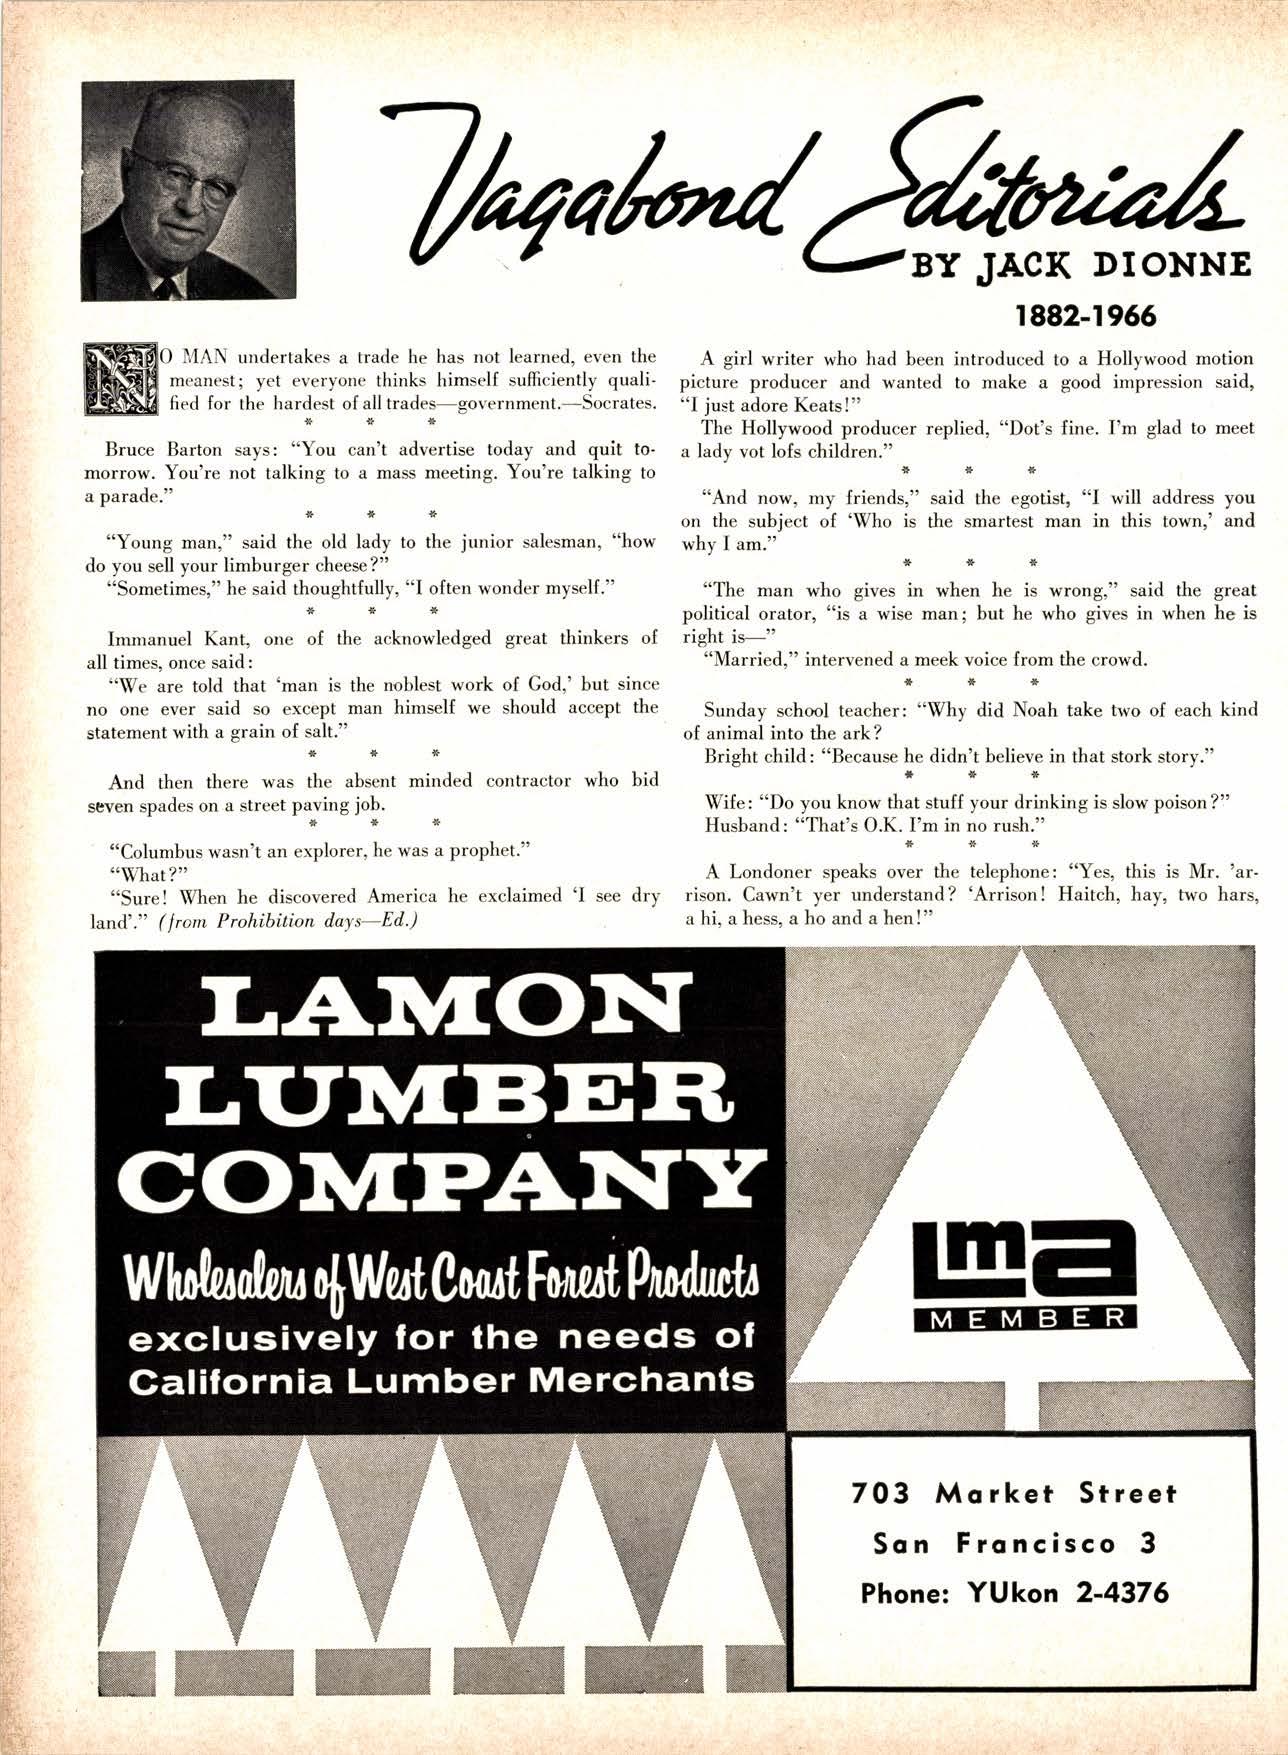 Vagabond Editorials
BY JACK DIONNE
1882-1966
NO MAN undertakes a trade he has not learned, even the
meanest; yet everyone thinks himself sufficiently quali-
fied for the hardest of all trades—government.—Socrates.
* * *
Bruce Barton says: “You can't advertise today and quit to-
morrow. You're not talking to a mass meeting. You're talking to
a parade.”
* * *
“Young man,” said the old lady to the junior salesman, “how
do you sell your limburger cheese?”
“Sometimes,” he said thoughtfully, “I often wonder myself.”
* * *
Immanuel Kant, one of the acknowledged great thinkers of
all times, once said:
“We are told that ‘man is the noblest work of God,’ but since
no one ever said so except man himself we should accept the
statement with a grain of salt.”
* * *
And then there was the absent minded contractor who bid
seven spades on a street paving job.
* * *
“Columbus wasn't an explorer, he was a prophet.”
“What?”
“Sure! When he discovered America he exclaimed ‘I see dry
land’.” (from Prohibition days—Ed.)
A girl writer who had been introduced to a Hollywood motion
picture producer and wanted to make a good impression said,
“I just adore Keats!”
The Hollywood producer replied, “Dot's fine. I'm glad to meet
a lady vot lofs children.”
* * *
“And now, my friends,” said the egotist, “I will address you
on the subject of ‘Who is the smartest man in this town,’ and
why I am.”
* * *
“The man who gives in when he is wrong,” said the great
political orator, “is a wise man; but he who gives in when he is
right is—”
“Married,” intervened a meek voice from the crowd.
* * *
Sunday school teacher: “Why did Noah take two of each kind
of animal into the ark?
Bright child: “Because he didn't believe in that stork story.”
* * *
Wife: “Do you know that stuff your drinking is slow poison?”
Husband: “That's O.K. I'm in no rush.”
* * *
A Londoner speaks over the telephone: “Yes, this is Mr. 'ar-
rison. Cawn't yer understand? ‘Arrison! Haitch, hay, two hars,
a hi, a hess, a ho and a hen!”
LAMON
LUMBER
COMPANY
Wholesalers of West Coast Forest Products
exclusively for the needs of
California Lumber Merchants
Lma
MEMBER
703 Market Street
San Francisco 3
Phone: YUkon 2-4376